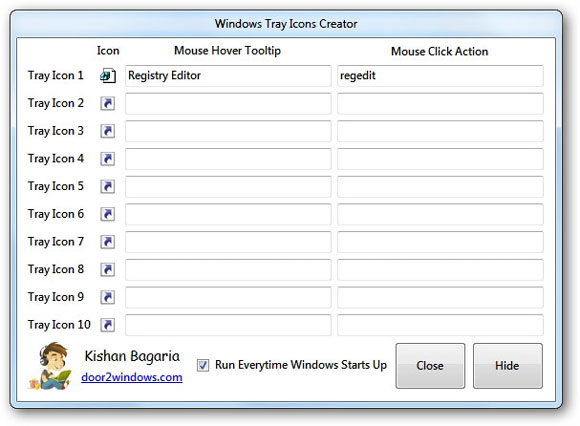 Windows Tray Icons Creator
Icon Mouse Hover Tooltip Mouse Click Action
Tray Icon 1 Registry Editor regedit
Tray Icon 2
Tray Icon 3
Tray Icon 4
Tray Icon 5
Tray Icon 6
Tray Icon 7
Tray Icon 8
Tray Icon 9
Tray Icon 10
Kishan Bagaria
door2windows.com
Run Everytime Windows Starts Up
Close
Hide